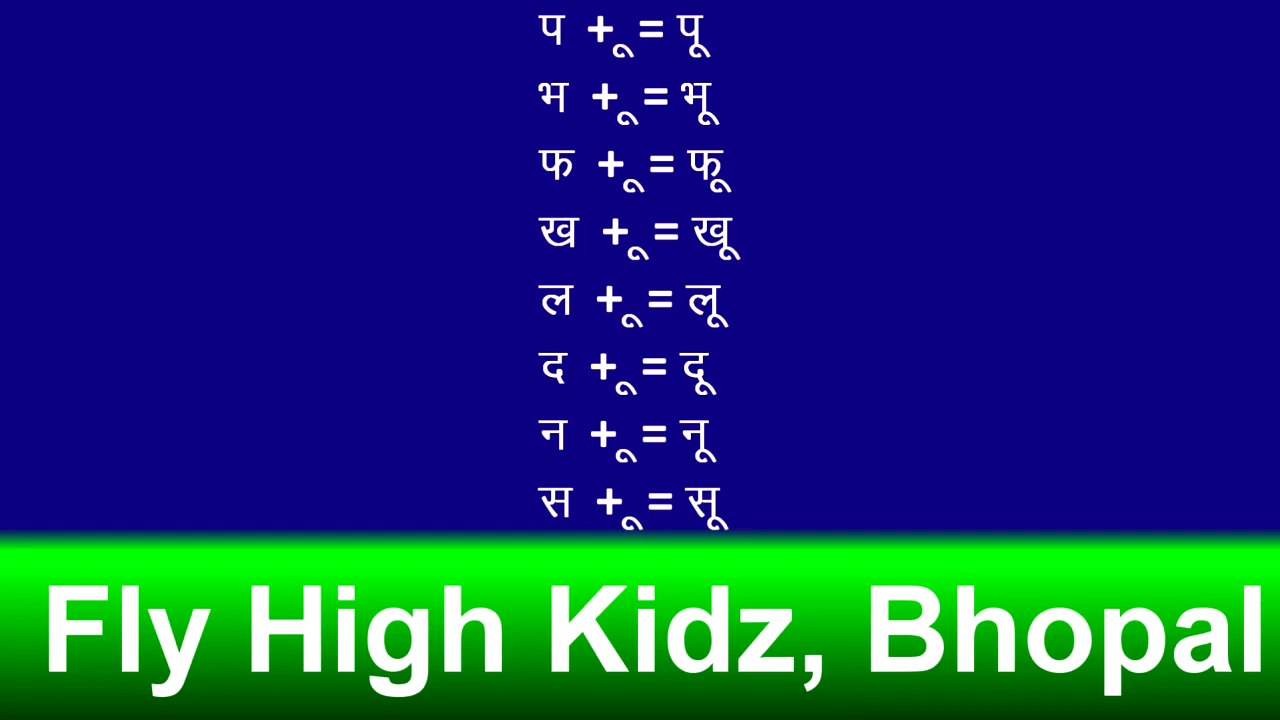 प + ू = पू
भ + ू = भू
फ + ू = फू
ख + ू = खू
ल + ू = लू
द + ू = दू
न + ू = नू
स + ू = सू
Fly High Kidz, Bhopal